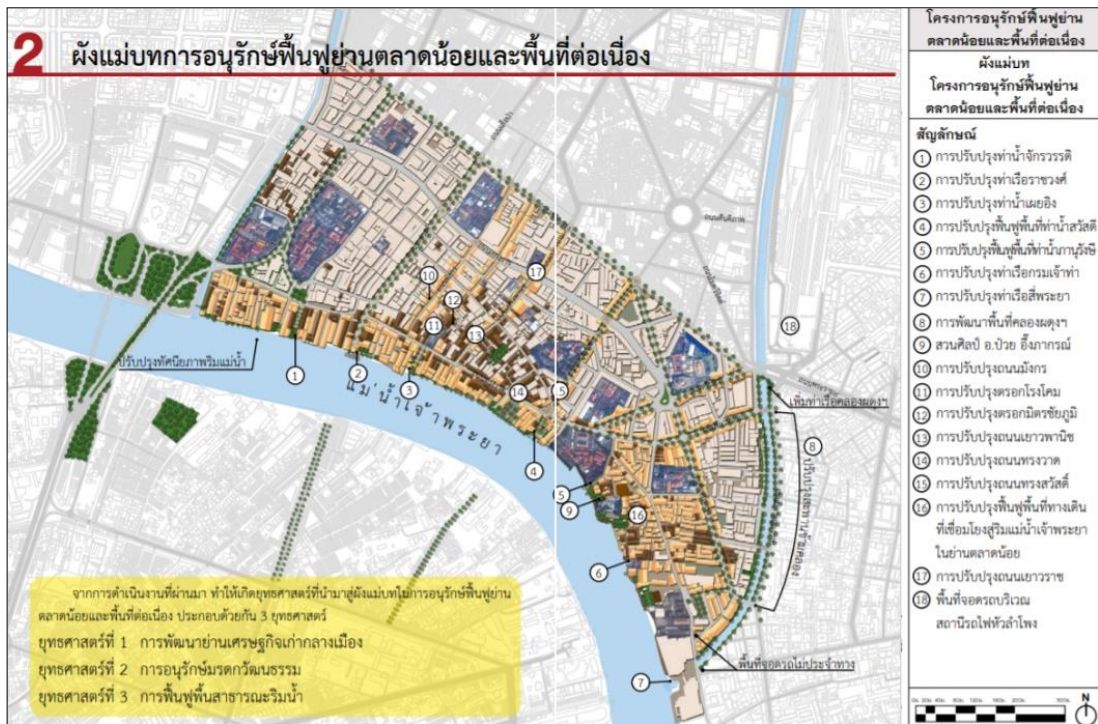 2
ผังแม่บทการอนุรักษ์ฟื้นฟูย่านตลาดน้อยและพื้นที่ต่อเนื่อง
โครงการอนุรักษ์ฟื้นฟูย่าน
ตลาดน้อยและพื้นที่ต่อเนื่อง
ผังแม่บท
โครงการอนุรักษ์ฟื้นฟูย่าน
ตลาดน้อยและพื้นที่ต่อเนื่อง
สัญลักษณ์
1 การปรับปรุงท่าน้ำจักรวรรดิ
2 การปรับปรุงท่าเรือราชวงศ์
3 การปรับปรุงท่าน้ำเผยอิง
4 การปรับปรุงฟื้นฟูพื้นที่ท่าน้ำสวัสดี
5 การปรับปรุงฟื้นฟูพื้นที่ท่าน้ำภานุรังษี
6 การปรับปรุงท่าเรือกรมเจ้าท่า
7 การปรับปรุงท่าเรือสี่พระยา
8 การพัฒนาพื้นที่คลองผดุงฯ
9 สวนศิลป์ อ.ป๋วย อึ๊งภากรณ์
10 การปรับปรุงถนนมังกร
11 การปรับปรุงตรอกโรงโคม
12 การปรับปรุงตรอกมิตรชัยภูมิ
13 การปรับปรุงถนนเยาวพานิช
14 การปรับปรุงถนนทรงวาด
15 การปรับปรุงถนนทรงสวัสดิ์
16 การปรับปรุงฟื้นฟูพื้นที่ทางเดิน
ที่เชื่อมโยงสู่ริมแม่น้ำเจ้าพระยา
ในย่านตลาดน้อย
17 การปรับปรุงถนนเยาวราช
18 พื้นที่จอดรถบริเวณ
สถานีรถไฟหัวลำโพง
ถนนสันติภาพ
10
12
11
13
17
18
ปรับปรุงทัศนียภาพริมแม่น้ำ
1
2
3
14
15
แม่น้ำเจ้าพระยา
4
เพิ่มท่าเรือคลองผดุงฯ
8
5
9
16
6
พื้นที่จอดรถไม่ประจำทาง
7
จากการดำเนินงานที่ผ่านมา ทำให้เกิดยุทธศาสตร์ที่นำมาสู่ผังแม่บทในการอนุรักษ์ฟื้นฟูย่าน
ตลาดน้อยและพื้นที่ต่อเนื่อง ประกอบด้วยกัน 3 ยุทธศาสตร์
ยุทธศาสตร์ที่ 1 การพัฒนาย่านเศรษฐกิจเก่ากลางเมือง
ยุทธศาสตร์ที่ 2 การอนุรักษ์มรดกวัฒนธรรม
ยุทธศาสตร์ที่ 3 การฟื้นฟูพื้นสาธารณะริมน้ำ
N